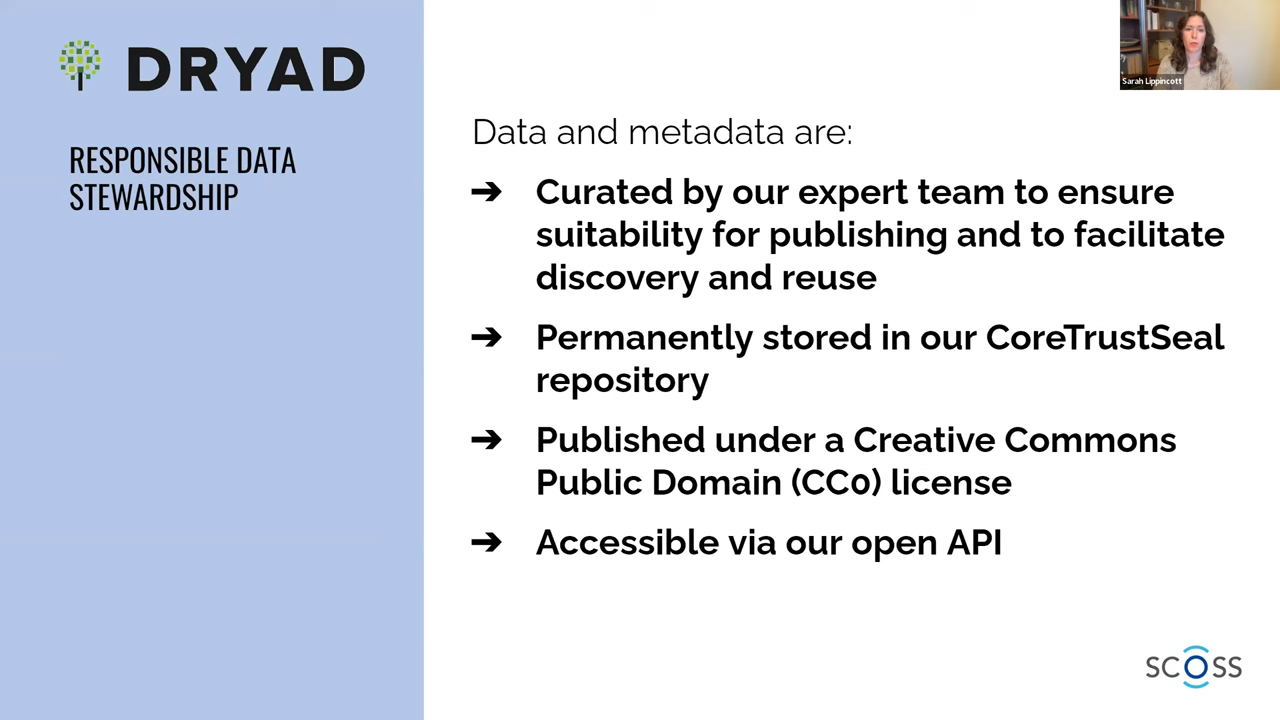 DRYAD
RESPONSIBLE DATA
STEWARDSHIP
Sarah Lippincott
Data and metadata are:
➔ Curated by our expert team to ensure
suitability for publishing and to facilitate
discovery and reuse
➔ Permanently stored in our CoreTrustSeal
repository
➔ Published under a Creative Commons
Public Domain (CC0) license
➔ Accessible via our open API
SCOSS